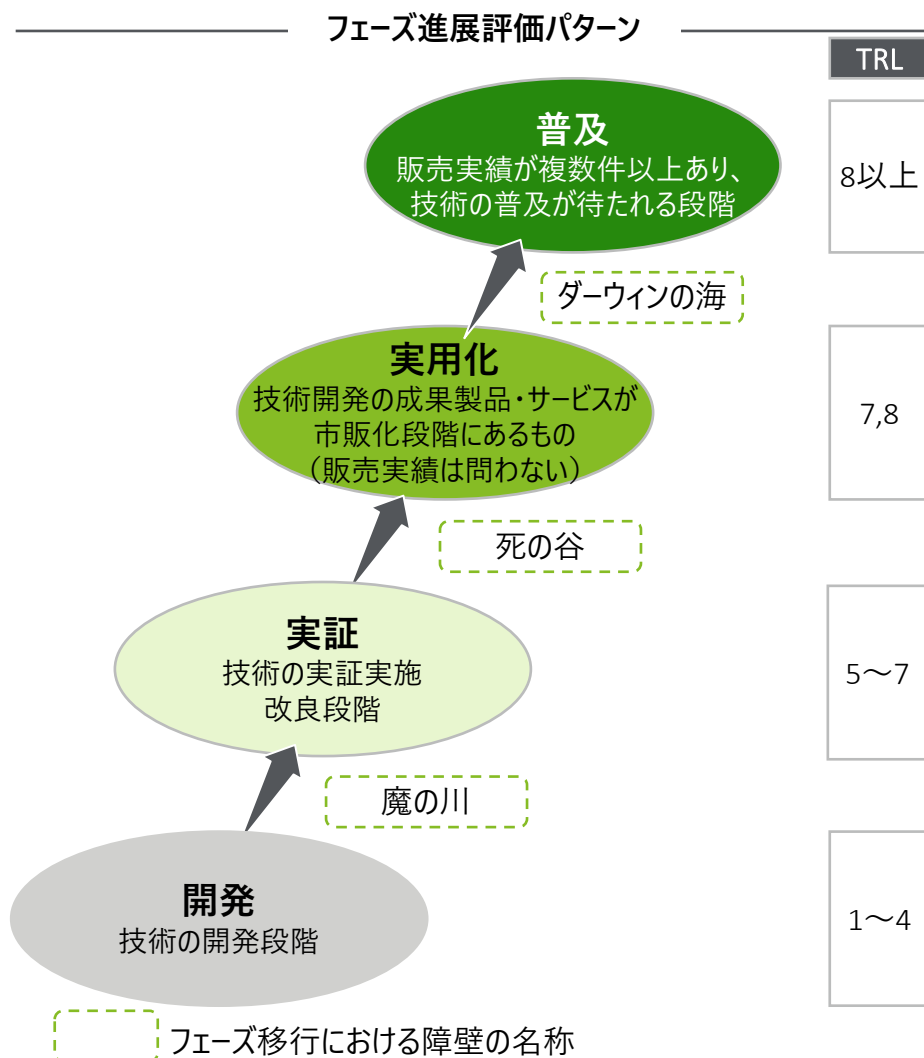 フェーズ進展評価パターン
TRL
普及
販売実績が複数件以上あり、
技術の普及が待たれる段階
8以上
ダーウィンの海
実用化
技術開発の成果製品・サービスが
市販化段階にあるもの
（販売実績は問わない）
7,8
死の谷
実証
技術の実証実施
改良段階
5～7
魔の川
開発
技術の開発段階
1～4
フェーズ移行における障壁の名称